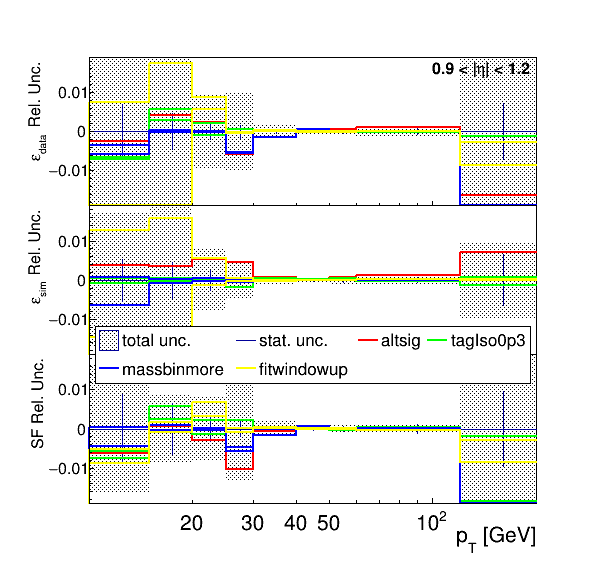 0.9 < |η| < 1.2
ε_data Rel. Unc.
0.01
0
−0.01
ε_sim Rel. Unc.
0.01
0
−0.01
total unc. stat. unc. altsig tagIso0p3
massbinmore fitwindowup
SF Rel. Unc.
0.01
0
−0.01
20 30 40 50 10²
p_T [GeV]